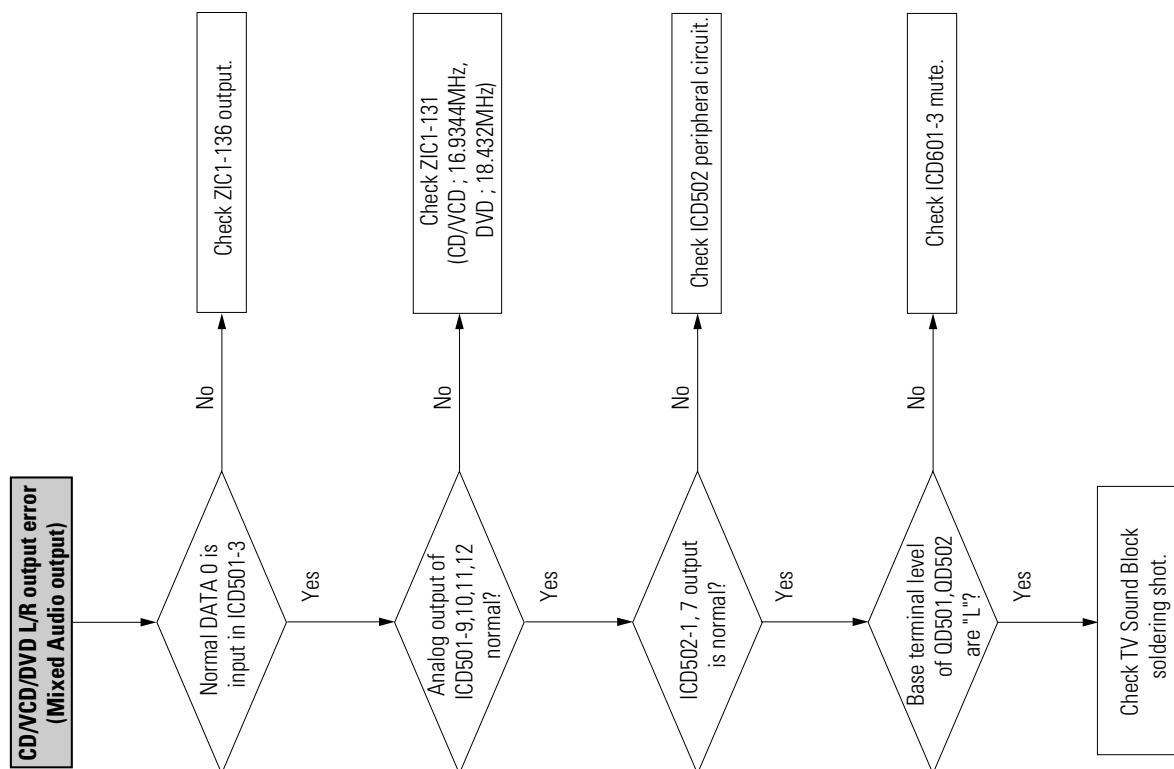 CD/VCD/DVD L/R output error
(Mixed Audio output)
Normal DATA 0 is
input in ICD501-3
No
Check ZIC1-136 output.
Yes
Analog output of
ICD501-9,10,11,12
normal?
No
Check ZIC1-131
(CD/VCD ; 16.9344MHz,
DVD ; 18.432MHz)
Yes
ICD502-1, 7 output
is normal?
No
Check ICD502 peripheral circuit.
Yes
Base terminal level
of QD501,QD502
are "L"?
No
Check ICD601-3 mute.
Yes
Check TV Sound Block
soldering shot.